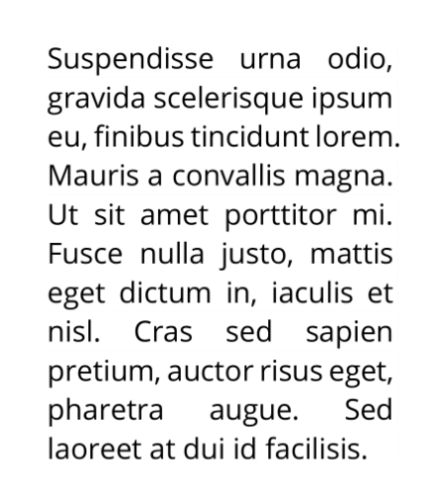 Suspendisse urna odio,
gravida scelerisque ipsum
eu, finibus tincidunt lorem.
Mauris a convallis magna.
Ut sit amet porttitor mi.
Fusce nulla justo, mattis
eget dictum in, iaculis et
nisl. Cras sed sapien
pretium, auctor risus eget,
pharetra augue. Sed
laoreet at dui id facilisis.